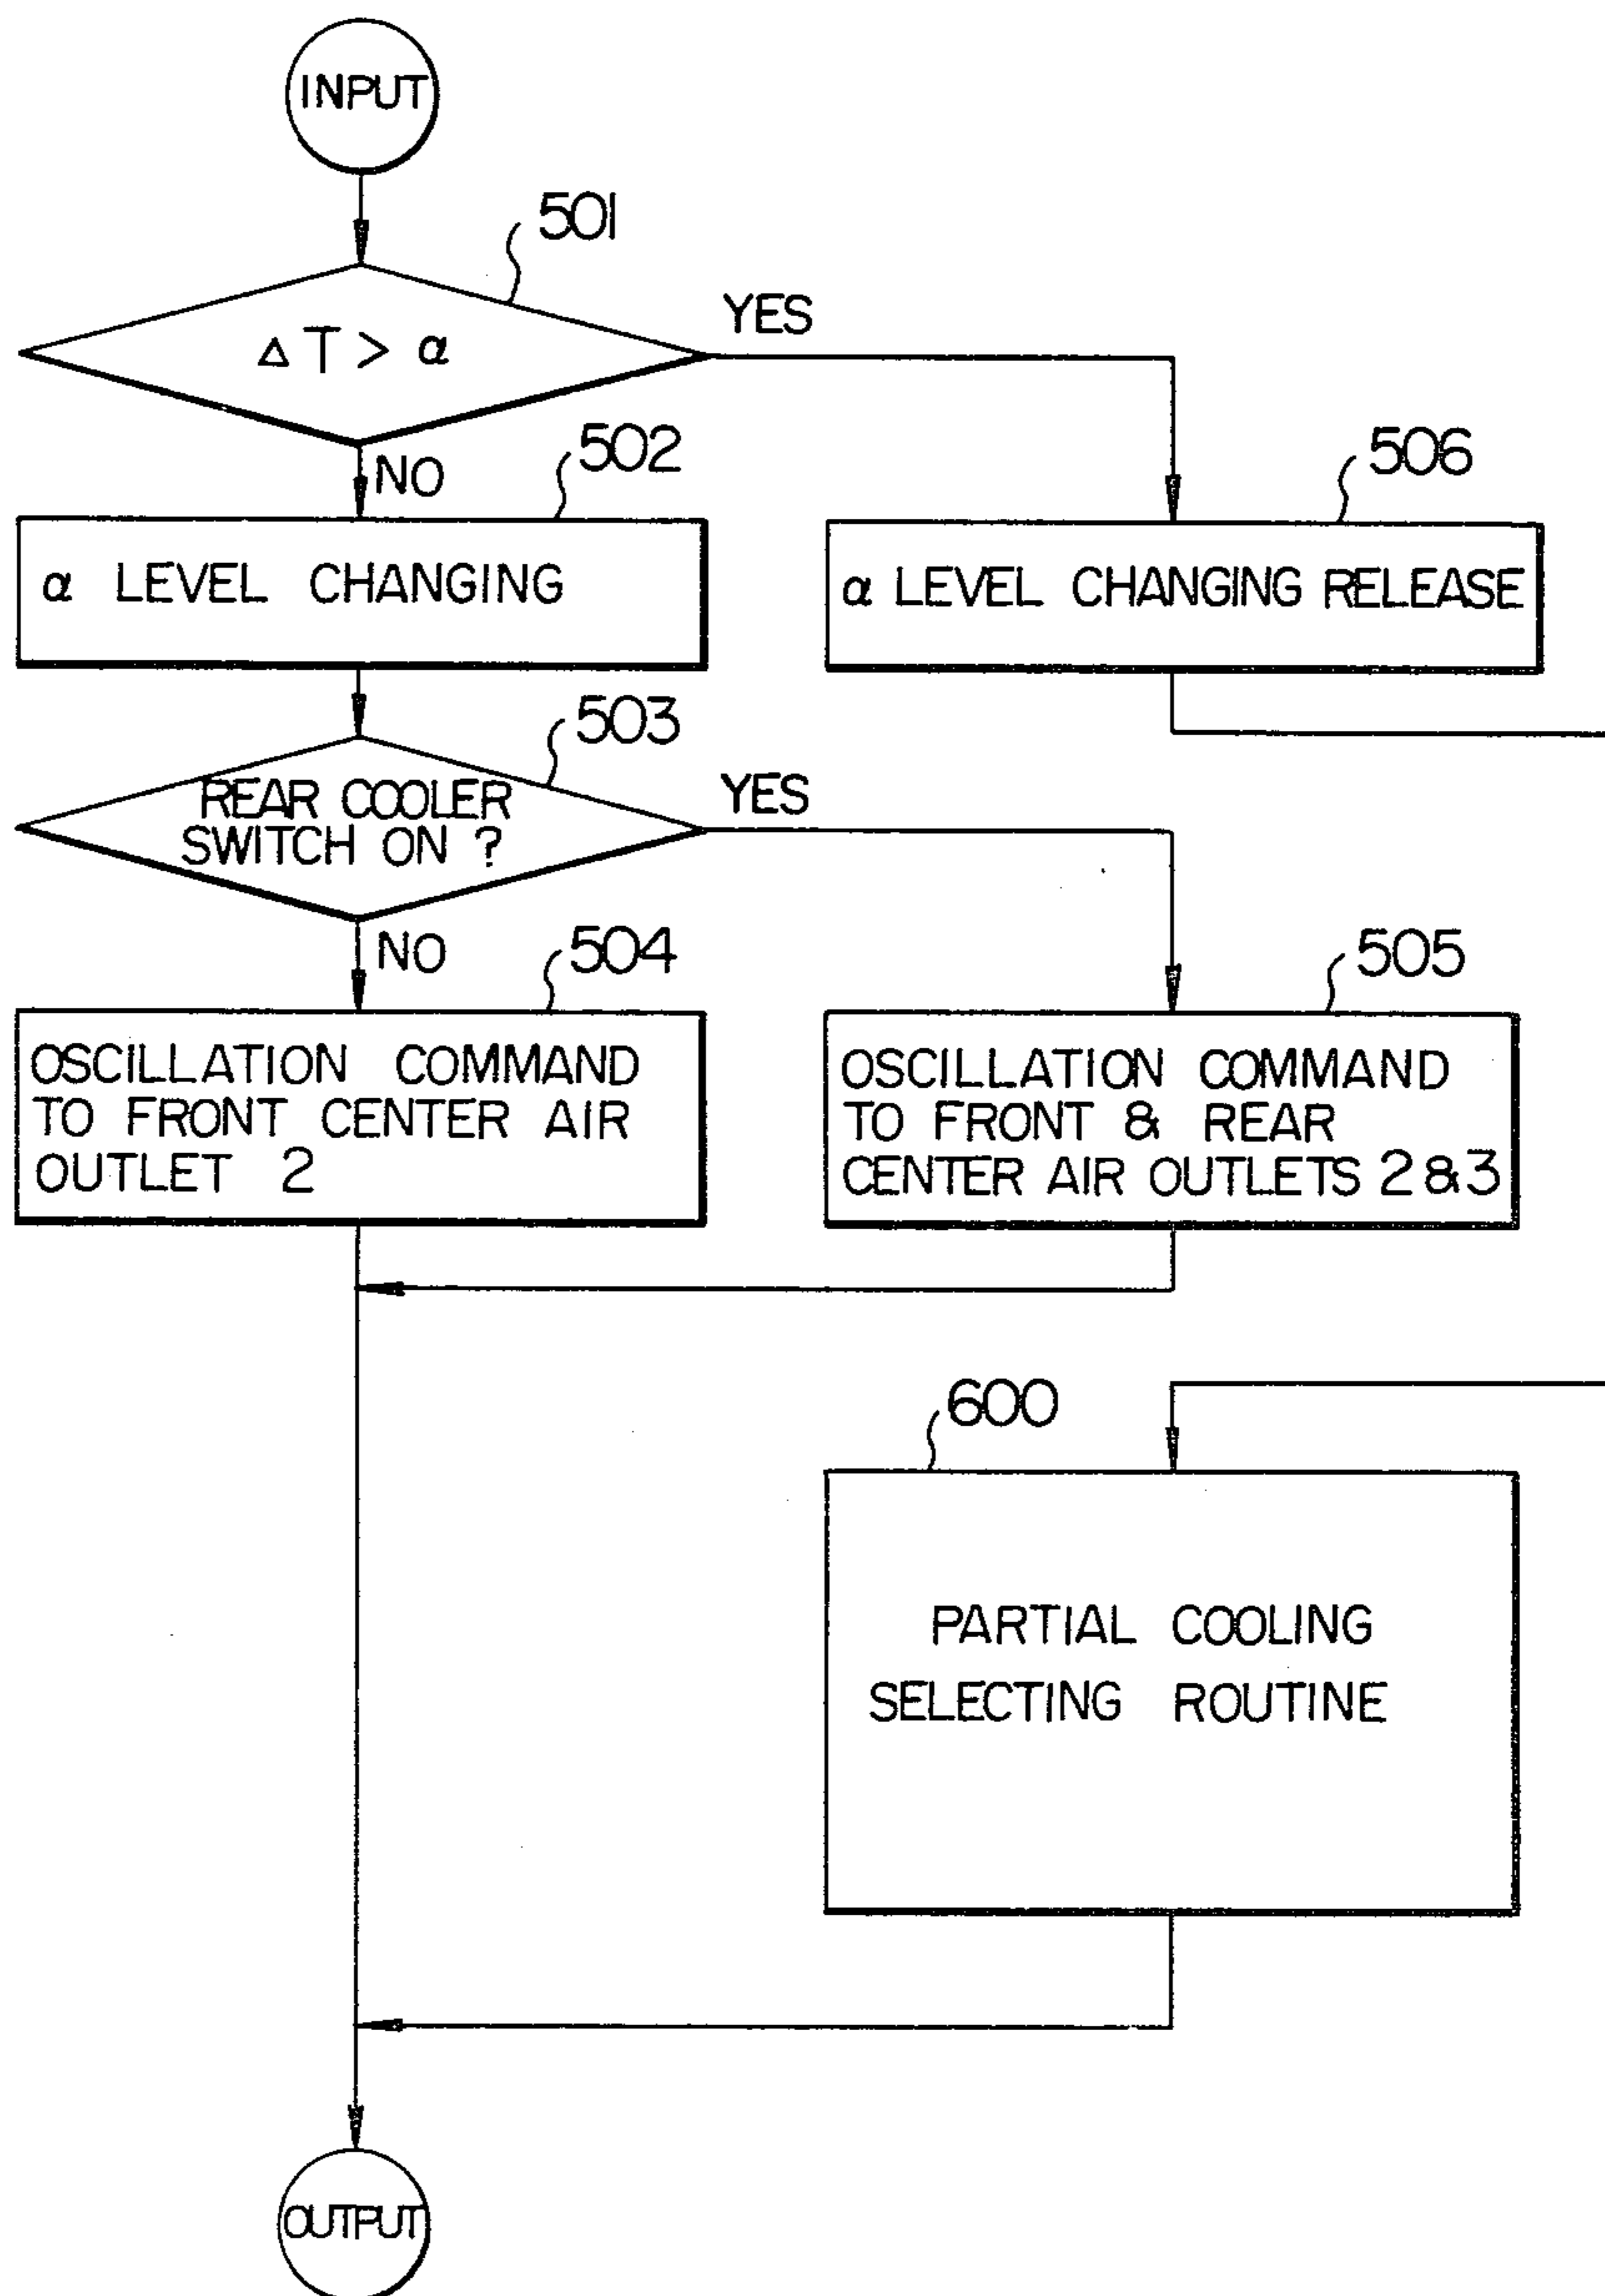 INPUT
501
Δ T > α
YES
NO
502
506
α LEVEL CHANGING
α LEVEL CHANGING RELEASE
503
REAR COOLER
SWITCH ON ?
YES
NO
504
505
OSCILLATION COMMAND
TO FRONT CENTER AIR
OUTLET 2
OSCILLATION COMMAND
TO FRONT & REAR
CENTER AIR OUTLETS 2 & 3
600
PARTIAL COOLING
SELECTING ROUTINE
OUTPUT